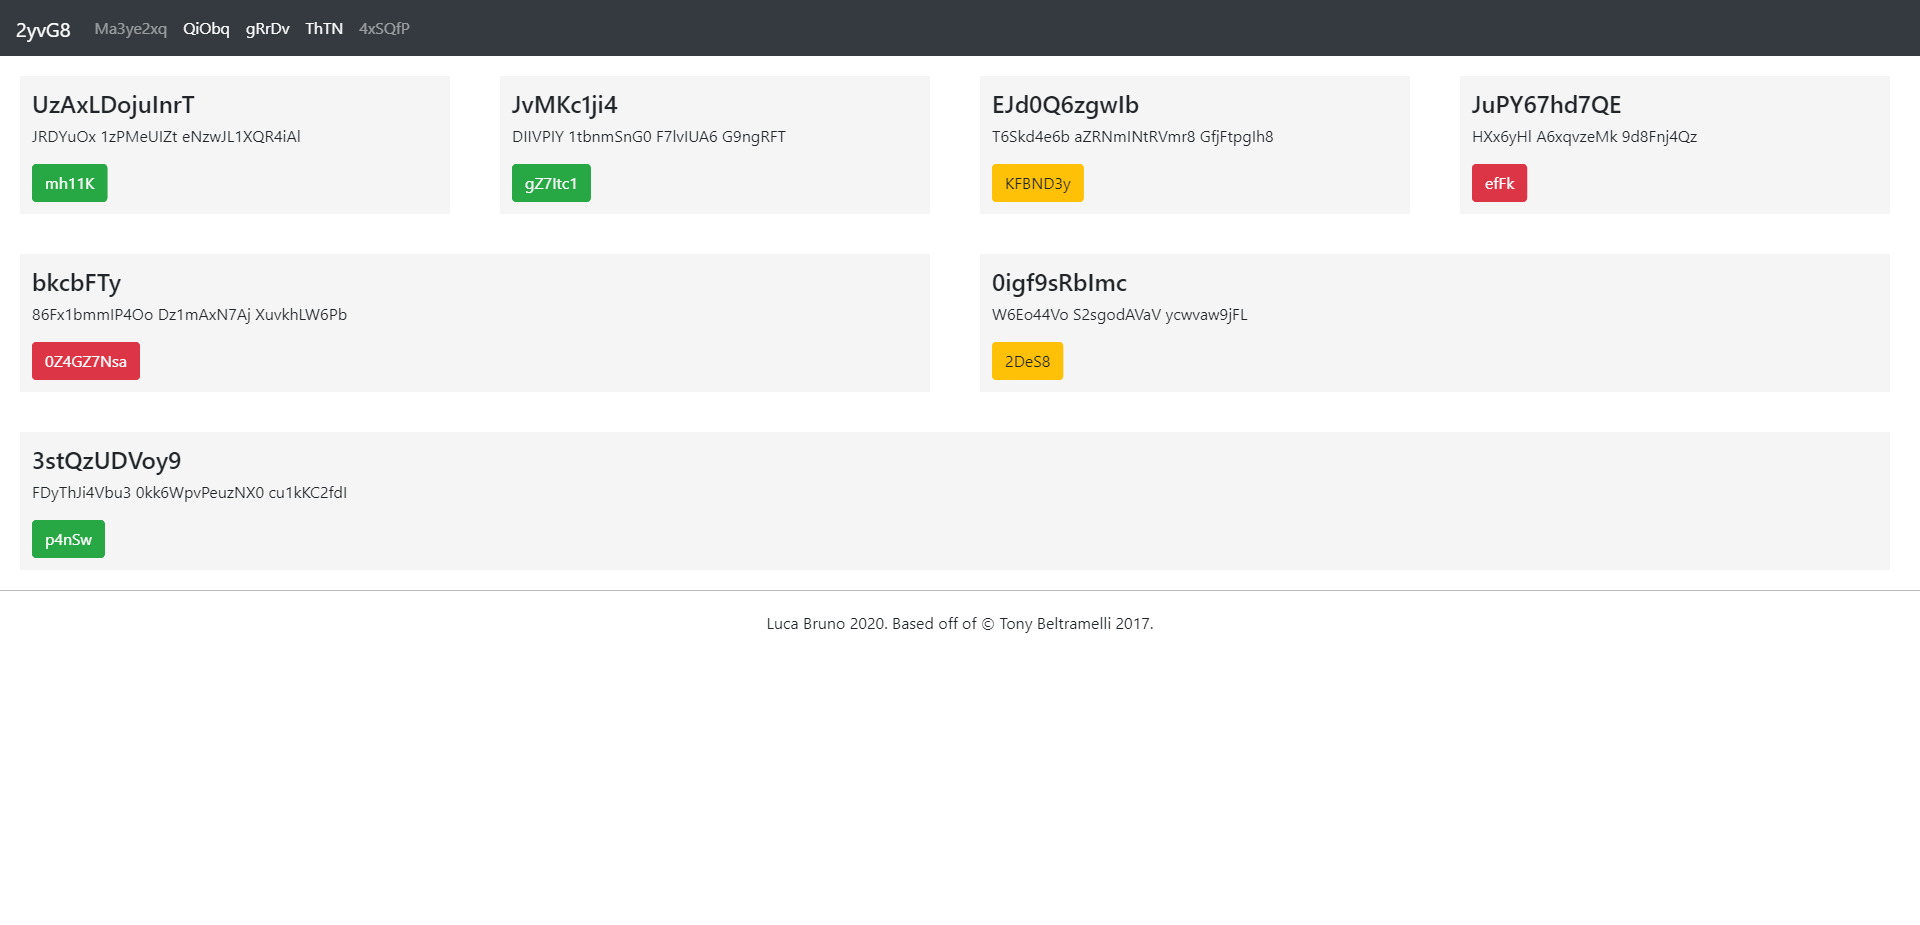 2yvG8 Ma3ye2xq QiObq gRrDv ThTN 4xSQfP
UzAxLDojuInrT
JRDYuOx 1zPMeUIZt eNzwJL1XQR4iAl
mh11K
JvMKc1ji4
DIIVPIY 1tbnmSnG0 F7lvIUA6 G9ngRFT
gZ7Itc1
EJd0Q6zgwIb
T6Skd4e6b aZRNmINtRVmr8 GfjFtpgIh8
KFBND3y
JuPY67hd7QE
HXx6yHl A6xqvzeMk 9d8Fnj4Qz
efFk
bkcbFTy
86Fx1bmmIP4Oo Dz1mAxN7Aj XuvkhLW6Pb
0Z4GZ7Nsa
0igf9sRbImc
W6Eo44Vo S2sgodAVaV ycwvaw9jFL
2DeS8
3stQzUDVoy9
FDyThJi4Vbu3 0kk6WpvPeuzNX0 cu1kKC2fdI
p4nSw
Luca Bruno 2020. Based off of © Tony Beltramelli 2017.